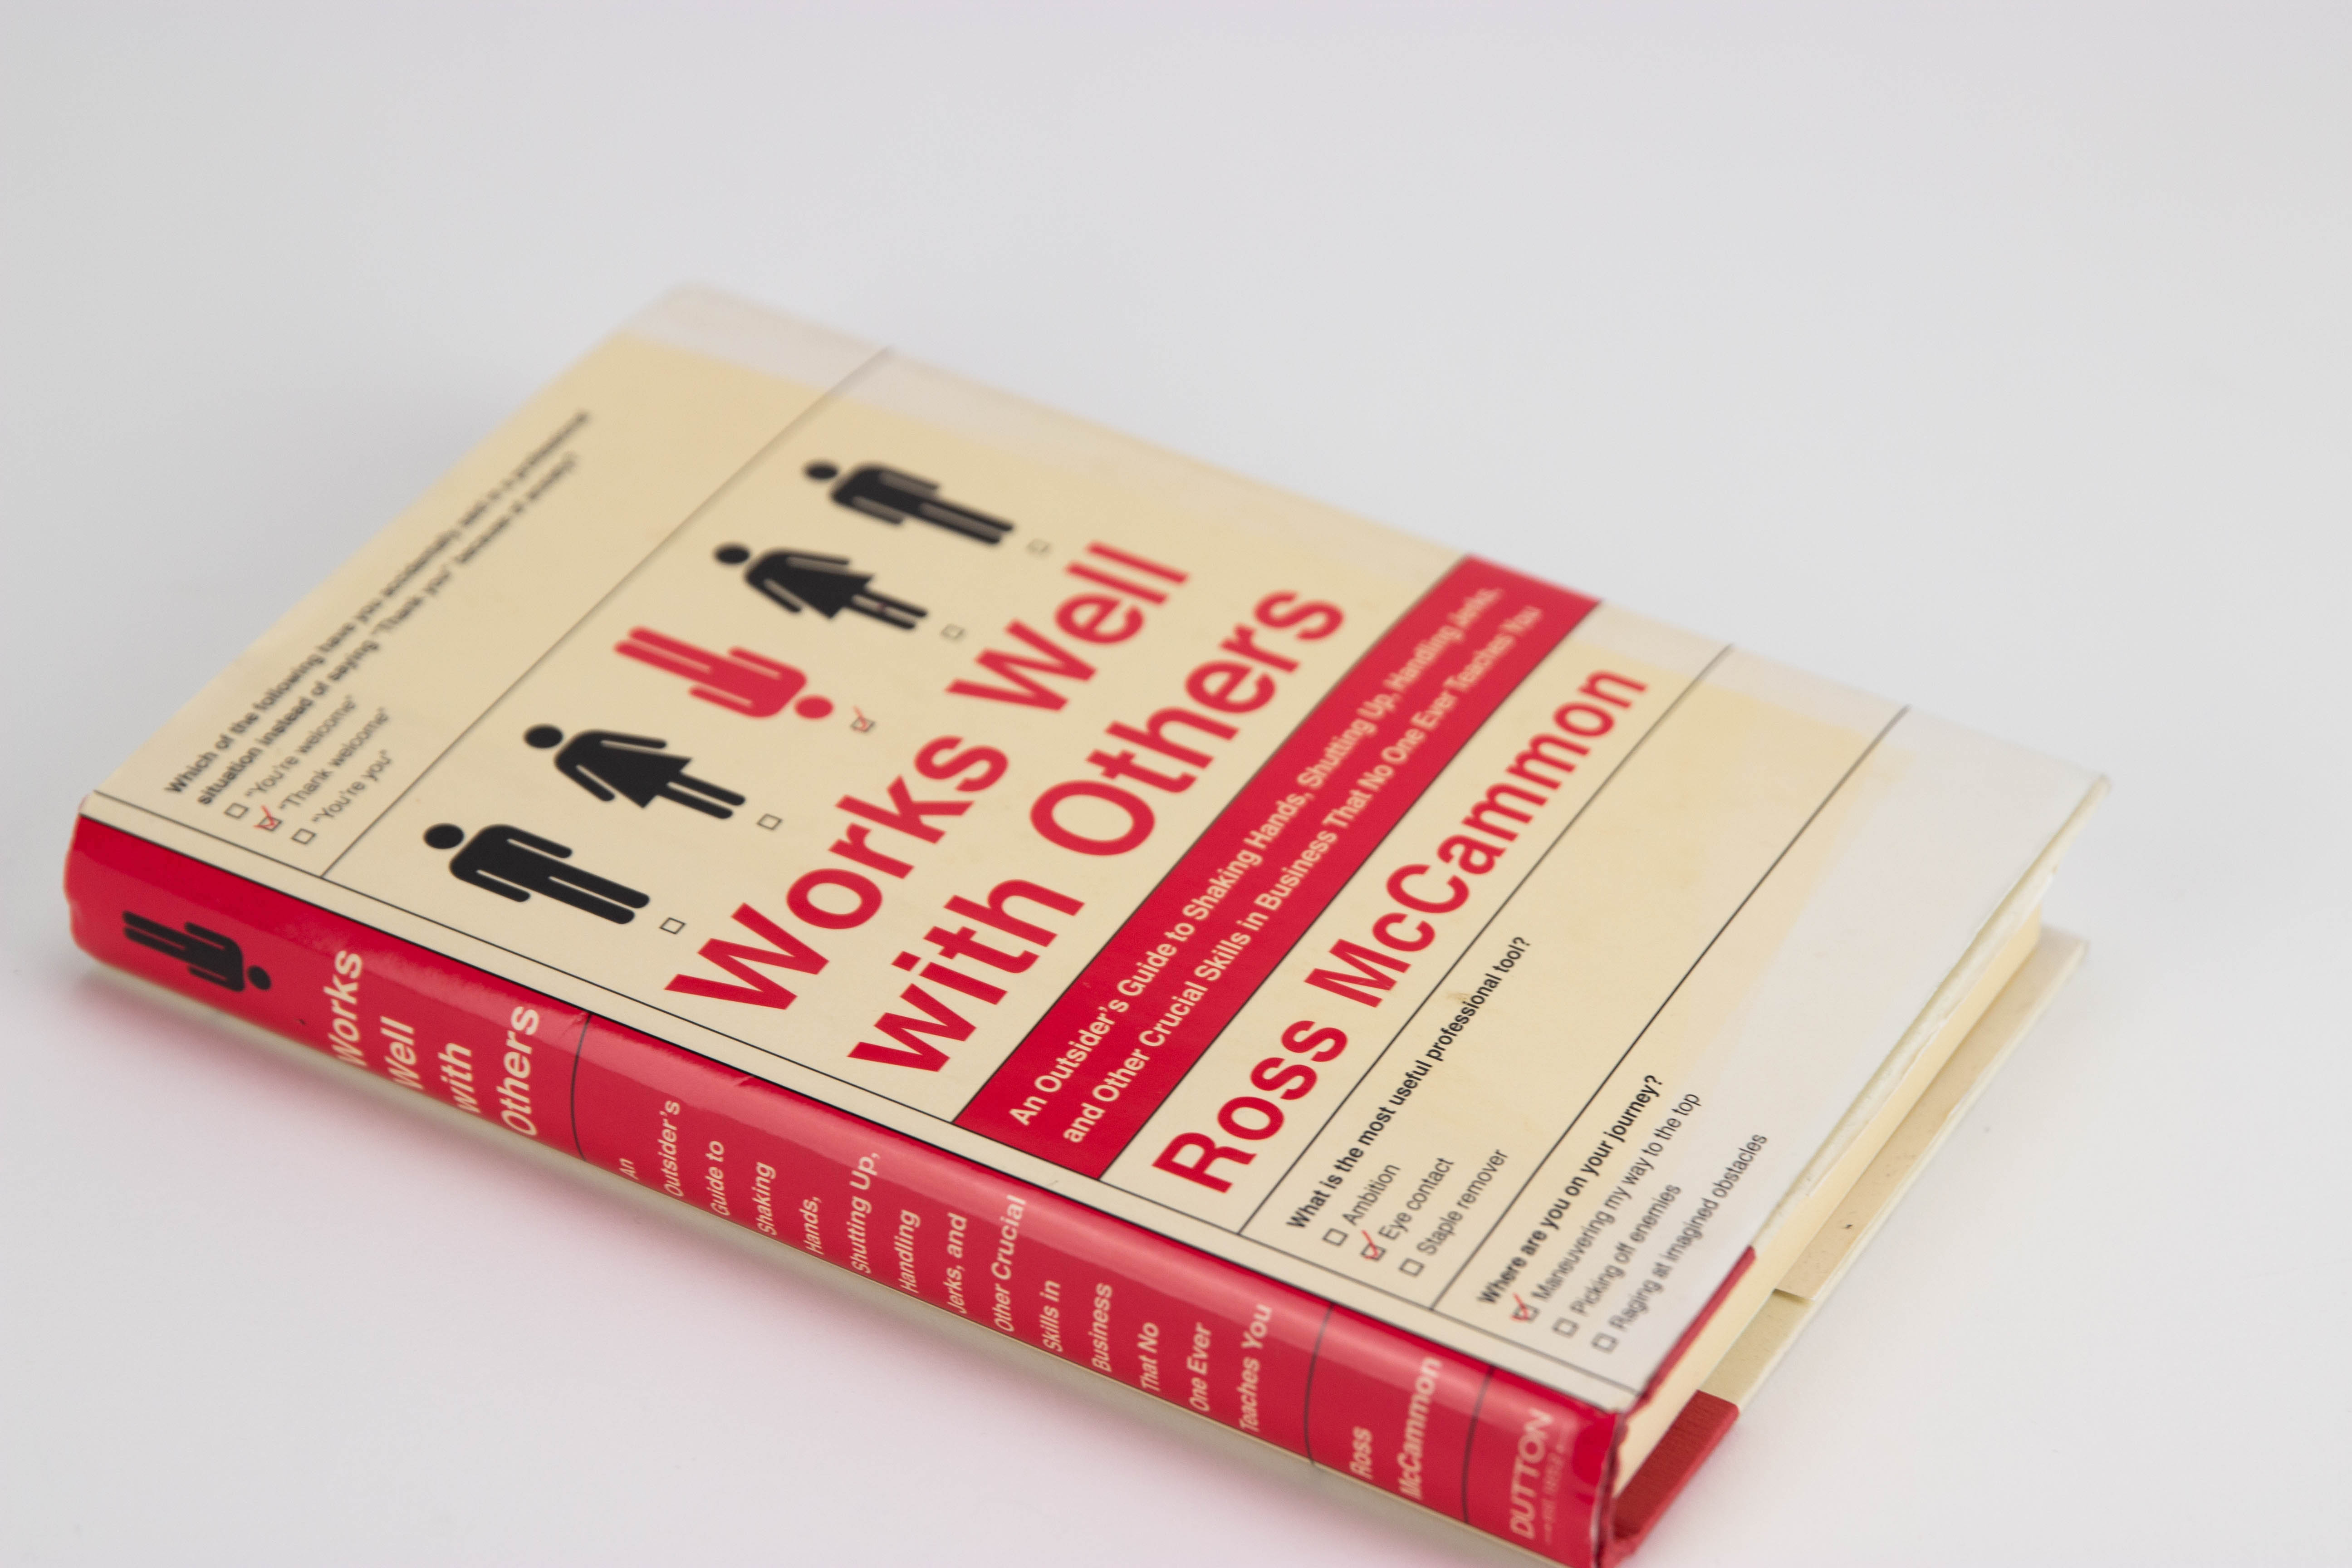 Which of the following have you accidentally said in a professional
situation instead of saying “Thank you” because of anxiety?
“You’re welcome”
“Thank welcome”
“You’re you”
Works Well
with Others
An Outsider’s Guide to Shaking Hands, Shutting Up, Handling Jerks,
and Other Crucial Skills in Business That No One Ever Teaches You
Ross McCammon
What is the most useful professional tool?
Ambition
Eye contact
Staple remover
Where are you on your journey?
Maneuvering my way to the top
Picking off enemies
Raging at imagined obstacles
Works
Well
with
Others
An
Outsider’s
Guide to
Shaking
Hands,
Shutting Up,
Handling
Jerks, and
Other Crucial
Skills in
Business
That No
One Ever
Teaches You
Ross
McCammon
DUTTON
EST. 1852